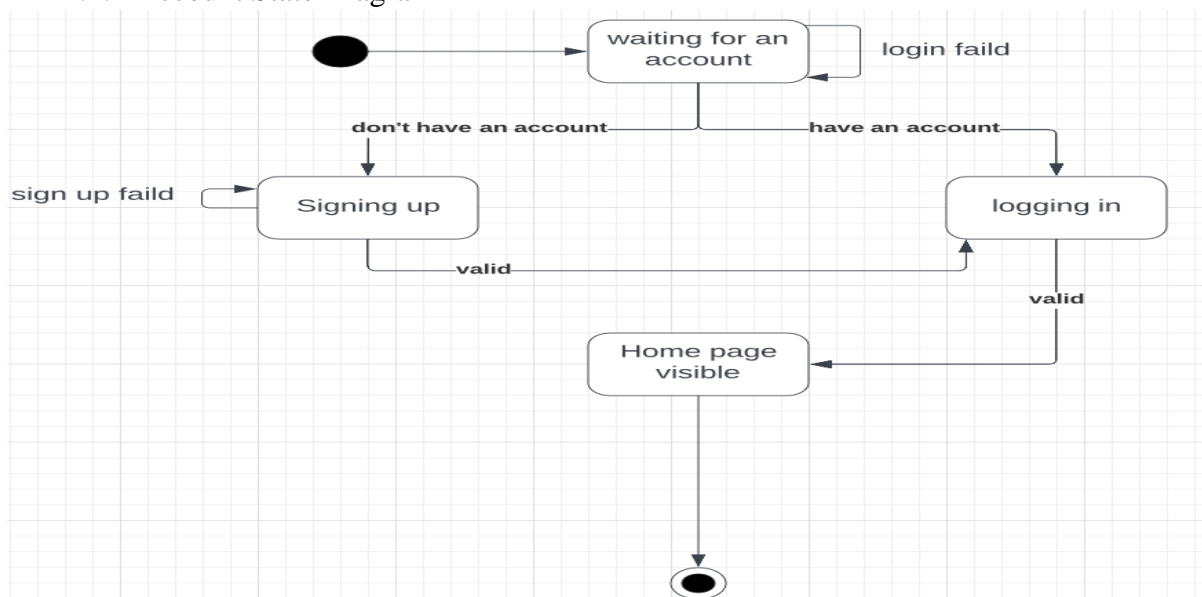 waiting for an
account
login faild
don't have an account
have an account
sign up faild
Signing up
logging in
valid
valid
Home page
visible